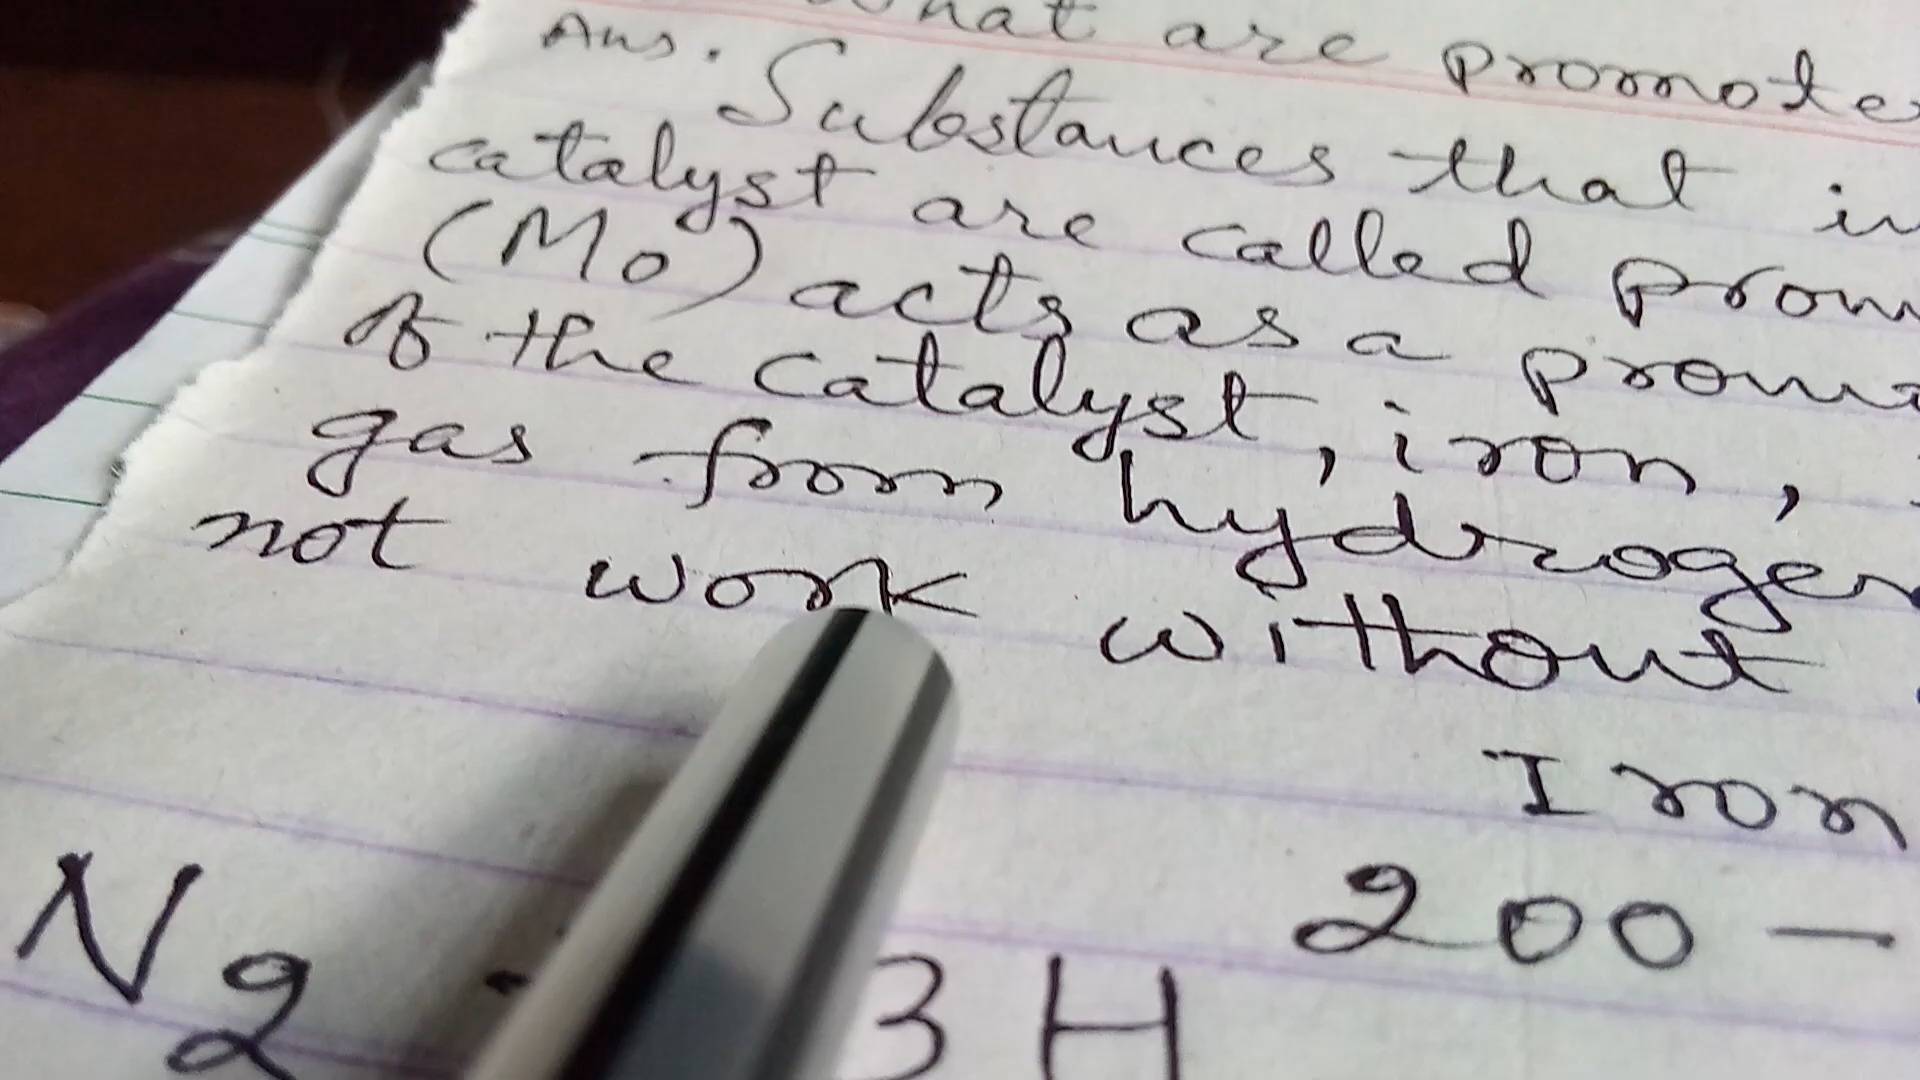 What are promote
Ans. Substances that in
catalyst are called prom
(Mo) acts as a promo
of the catalyst, iron,
gas from hydrogen
not work without
Iron
200 -
N2 3H